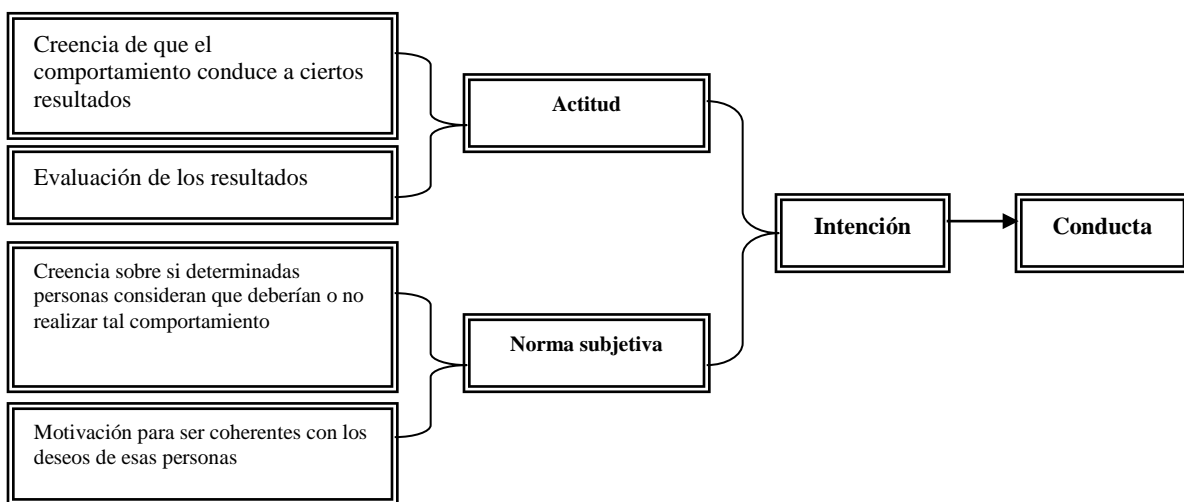 Creencia de que el
comportamiento conduce a ciertos
resultados
Evaluación de los resultados
Actitud
Creencia sobre si determinadas
personas consideran que deberían o no
realizar tal comportamiento
Motivación para ser coherentes con los
deseos de esas personas
Norma subjetiva
Intención
Conducta